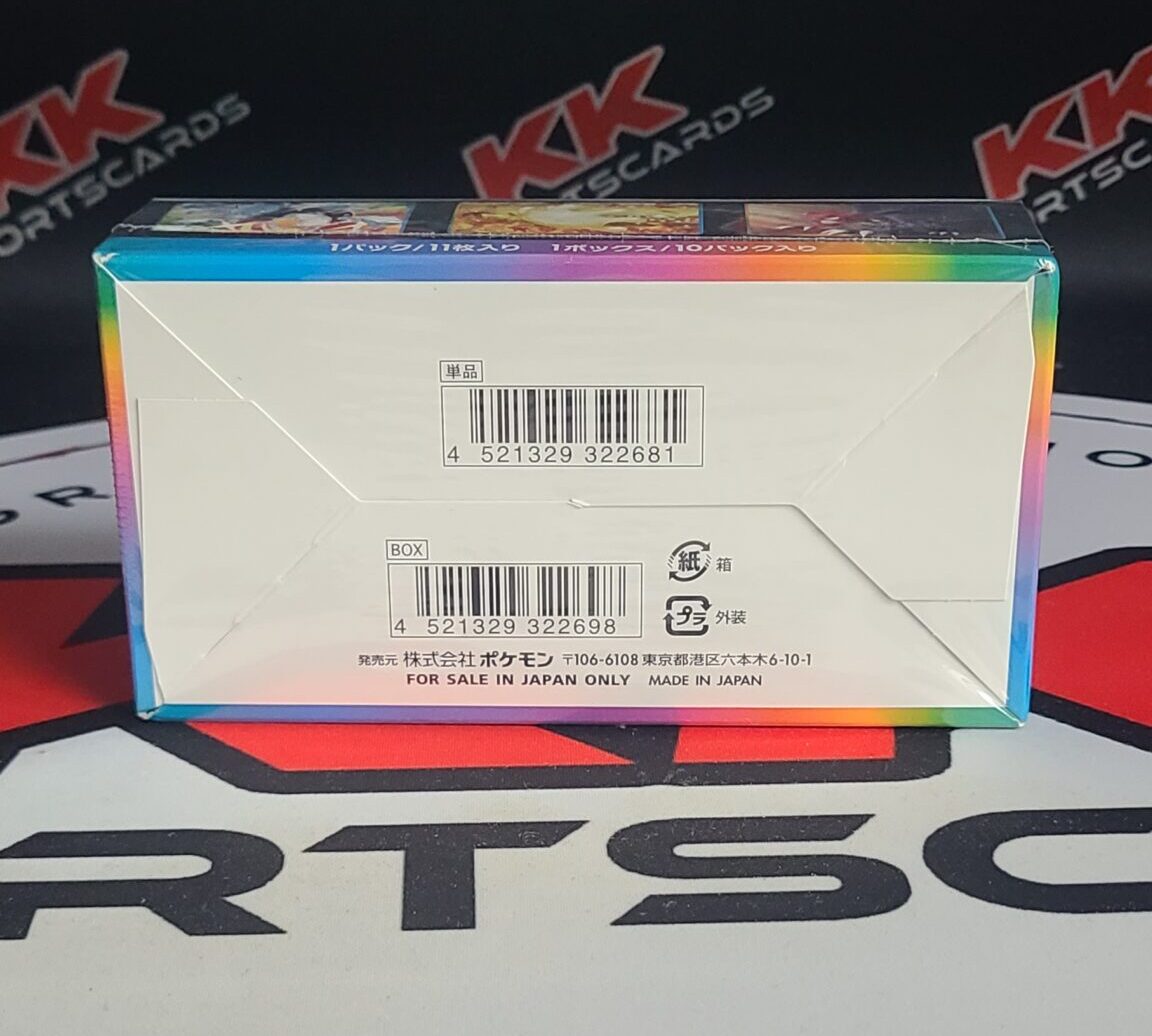 KK
ORTSCARDS
KK
RTSCARDS
KK
ORTSCARDS
1パック/11枚入り 1ボックス/10パック入り
単品
4 521329 322681
BOX
4 521329 322698
紙 箱
プラ 外装
発売元 株式会社ポケモン 〒106-6108 東京都港区六本木6-10-1
FOR SALE IN JAPAN ONLY MADE IN JAPAN
RTSC